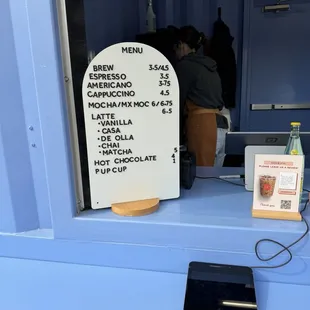 MENU
BREW 3.5/4.5
ESPRESSO 3.5
AMERICANO 3.75
CAPPUCCINO 4.5
MOCHA/MX MOC 6/6.75
LATTE 6.5
• VANILLA
• CASA
• DE OLLA
• CHAI
• MATCHA 5
HOT CHOCOLATE 4
PUP CUP 1